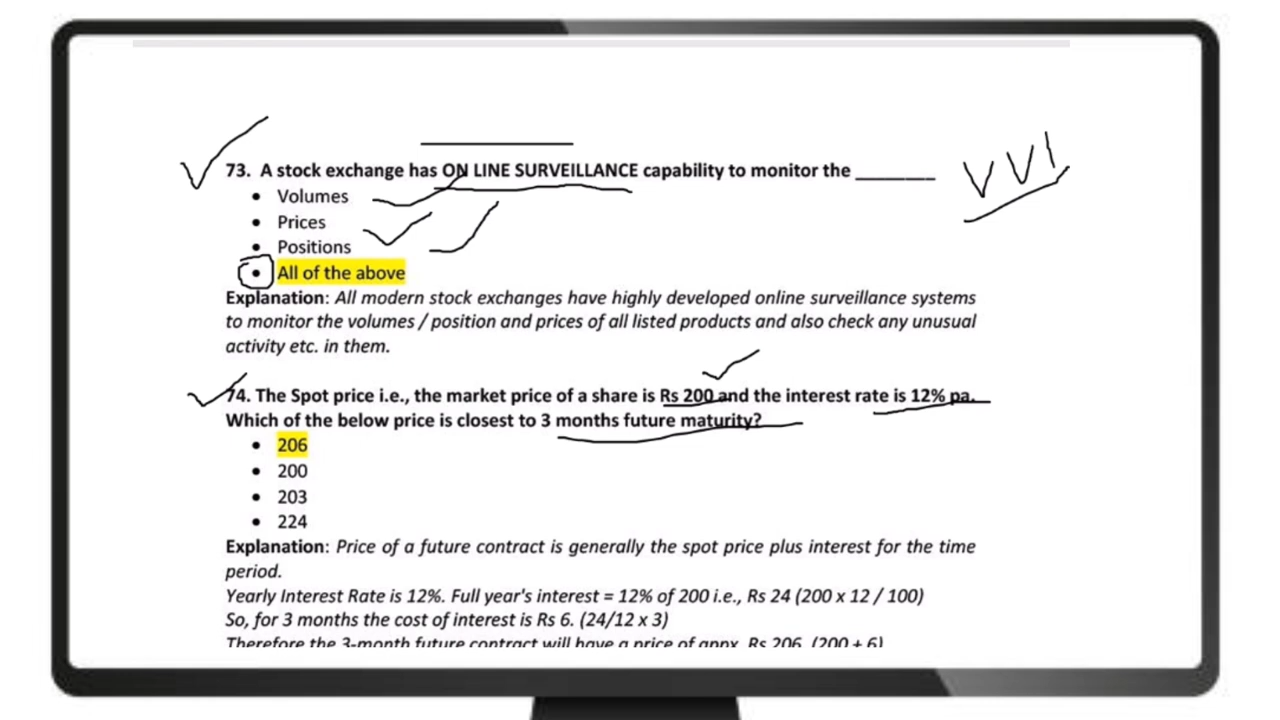 73. A stock exchange has ON LINE SURVEILLANCE capability to monitor the ________
VVI
• Volumes
• Prices
• Positions
• All of the above
Explanation: All modern stock exchanges have highly developed online surveillance systems
to monitor the volumes / position and prices of all listed products and also check any unusual
activity etc. in them.
74. The Spot price i.e., the market price of a share is Rs 200 and the interest rate is 12% pa.
Which of the below price is closest to 3 months future maturity?
• 206
• 200
• 203
• 224
Explanation: Price of a future contract is generally the spot price plus interest for the time
period.
Yearly Interest Rate is 12%. Full year's interest = 12% of 200 i.e., Rs 24 (200 x 12 / 100)
So, for 3 months the cost of interest is Rs 6. (24/12 x 3)
Therefore the 3-month future contract will have a price of appx. Rs 206. (200 + 6)